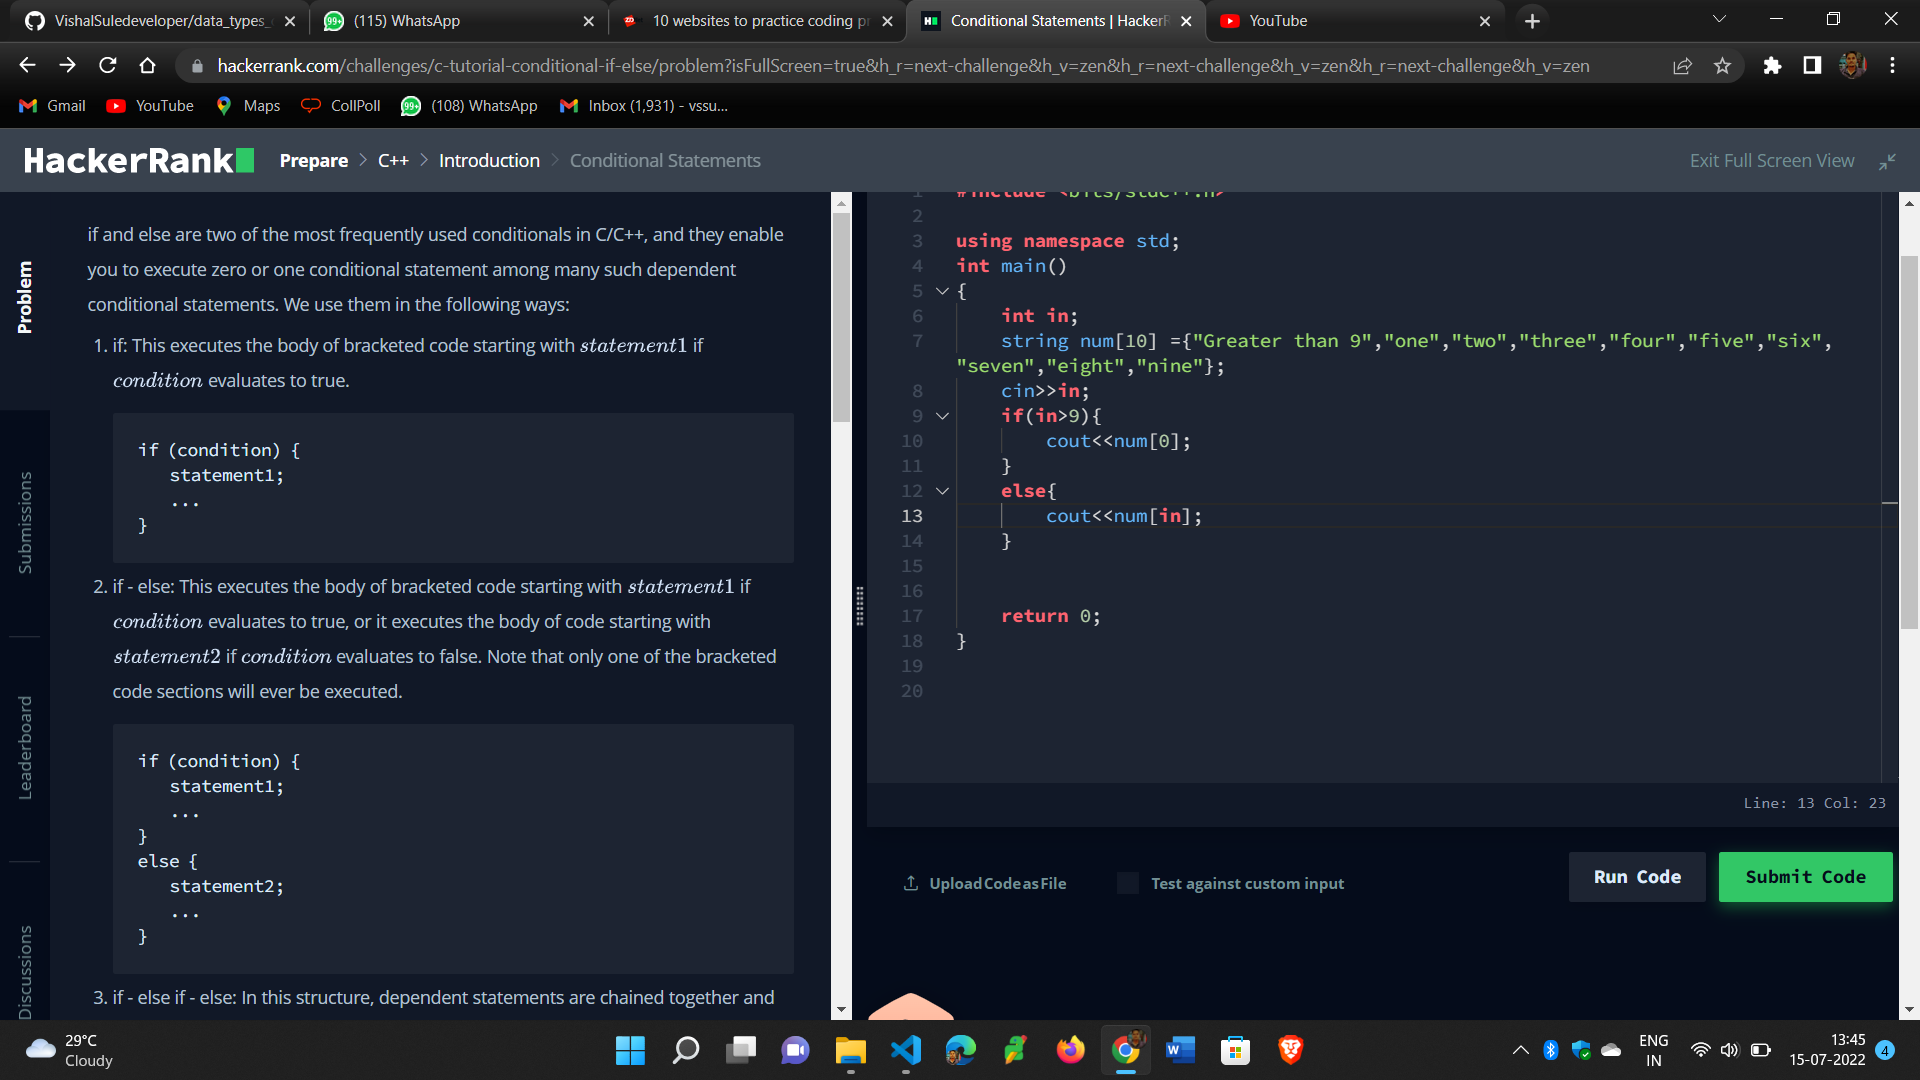 VishalSuledeveloper/data_types_
(115) WhatsApp
10 websites to practice coding pr
Conditional Statements | HackerR
YouTube
hackerrank.com/challenges/c-tutorial-conditional-if-else/problem?isFullScreen=true&h_r=next-challenge&h_v=zen&h_r=next-challenge&h_v=zen&h_r=next-challenge&h_v=zen
Gmail
YouTube
Maps
CollPoll
99+
(108) WhatsApp
Inbox (1,931) - vssu...
HackerRank
Prepare > C++ > Introduction > Conditional Statements
Exit Full Screen View
Problem
Submissions
Leaderboard
Discussions
if and else are two of the most frequently used conditionals in C/C++, and they enable
you to execute zero or one conditional statement among many such dependent
conditional statements. We use them in the following ways:
1. if: This executes the body of bracketed code starting with statement1 if
condition evaluates to true.
if (condition) {
statement1;
...
}
2. if - else: This executes the body of bracketed code starting with statement1 if
condition evaluates to true, or it executes the body of code starting with
statement2 if condition evaluates to false. Note that only one of the bracketed
code sections will ever be executed.
if (condition) {
statement1;
...
}
else {
statement2;
...
}
3. if - else if - else: In this structure, dependent statements are chained together and
1 #include <bits/stdc++.h>
2
3 using namespace std;
4 int main()
5 {
6 int in;
7 string num[10] ={"Greater than 9","one","two","three","four","five","six",
"seven","eight","nine"};
8 cin>>in;
9 if(in>9){
10 cout<<num[0];
11 }
12 else{
13 cout<<num[in];
14 }
15
16
17 return 0;
18 }
19
20
Line: 13 Col: 23
Upload Code as File
Test against custom input
Run Code
Submit Code
29°C
Cloudy
ENG
IN
13:45
15-07-2022
4